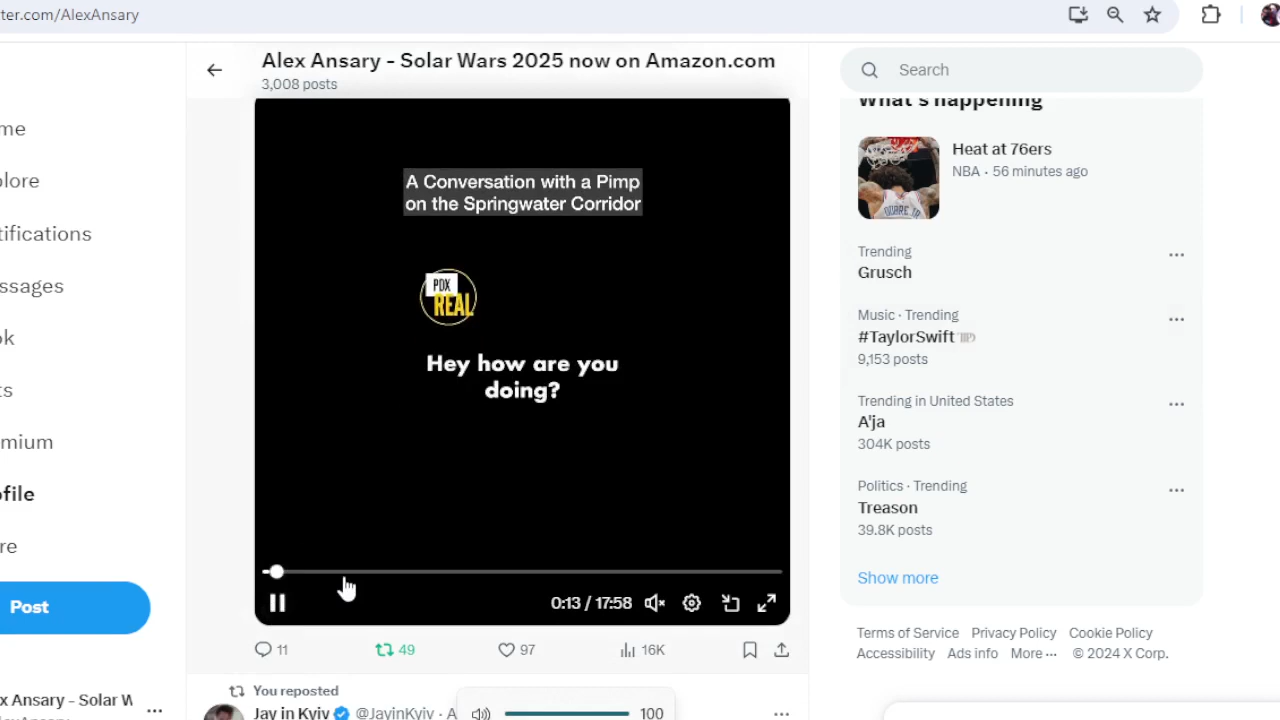 ter.com/AlexAnsary
Alex Ansary - Solar Wars 2025 now on Amazon.com
3,008 posts
me
plore
tifications
ssages
ok
ts
mium
ofile
re
Post
x Ansary - Solar W
A Conversation with a Pimp
on the Springwater Corridor
PDX
REAL
Hey how are you
doing?
0:13 / 17:58
11
49
97
16K
You reposted
Jay in Kyiv @JayinKyiv · A
100
Search
What's happening
Heat at 76ers
NBA · 56 minutes ago
Trending
Grusch
Music · Trending
#TaylorSwift
9,153 posts
Trending in United States
A'ja
304K posts
Politics · Trending
Treason
39.8K posts
Show more
Terms of Service Privacy Policy Cookie Policy
Accessibility Ads info More ··· © 2024 X Corp.